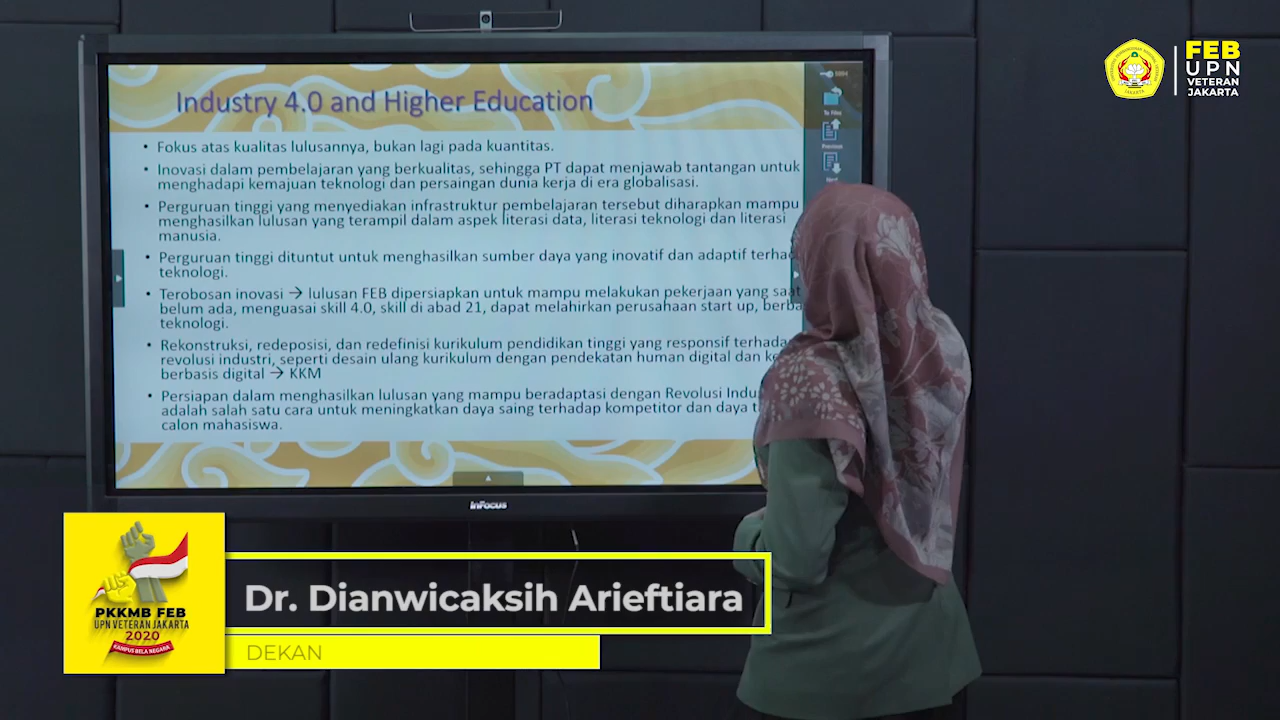 FEB
UPN
VETERAN
JAKARTA
Industry 4.0 and Higher Education
• Fokus atas kualitas lulusannya, bukan lagi pada kuantitas.
• Inovasi dalam pembelajaran yang berkualitas, sehingga PT dapat menjawab tantangan untuk
menghadapi kemajuan teknologi dan persaingan dunia kerja di era globalisasi.
• Perguruan tinggi yang menyediakan infrastruktur pembelajaran tersebut diharapkan mampu
menghasilkan lulusan yang terampil dalam aspek literasi data, literasi teknologi dan literasi
manusia.
• Perguruan tinggi dituntut untuk menghasilkan sumber daya yang inovatif dan adaptif
teknologi.
• Terobosan inovasi → lulusan FEB dipersiapkan untuk mampu melakukan pekerjaan yang saat
belum ada, menguasai skill 4.0, skill di abad 21, dapat melahirkan perusahaan start up,
teknologi.
• Rekonstruksi, redeposisi, dan redefinisi kurikulum pendidikan tinggi yang responsif
revolusi industri, seperti desain ulang kurikulum dengan pendekatan human digital dan
berbasis digital → KKM
• Persiapan dalam menghasilkan lulusan yang mampu beradaptasi dengan Revolusi
adalah salah satu cara untuk meningkatkan daya saing terhadap kompetitor dan daya
calon mahasiswa.
InFocus
PKKMB FEB
UPN VETERAN JAKARTA
2020
KAMPUS BELA NEGARA
Dr. Dianwicaksih Arieftiara
DEKAN